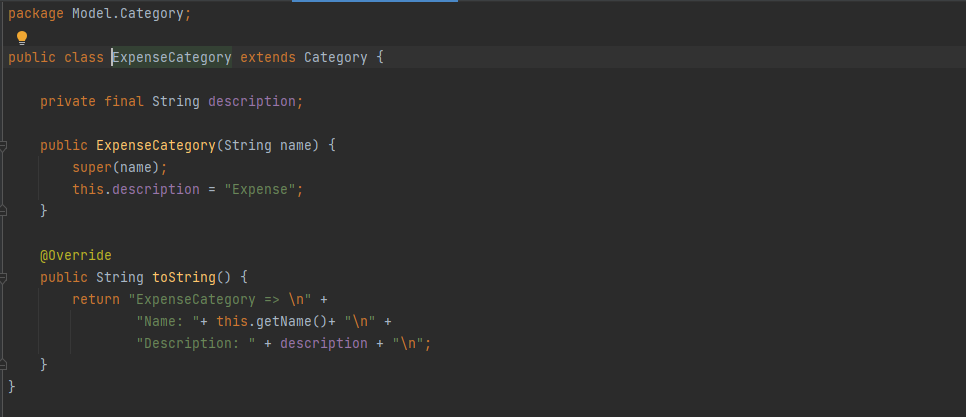 package Model.Category;
public class ExpenseCategory extends Category {
private final String description;
public ExpenseCategory(String name) {
super(name);
this.description = "Expense";
}
@Override
public String toString() {
return "ExpenseCategory => \n" +
"Name: "+ this.getName()+ "\n" +
"Description: " + description + "\n";
}
}